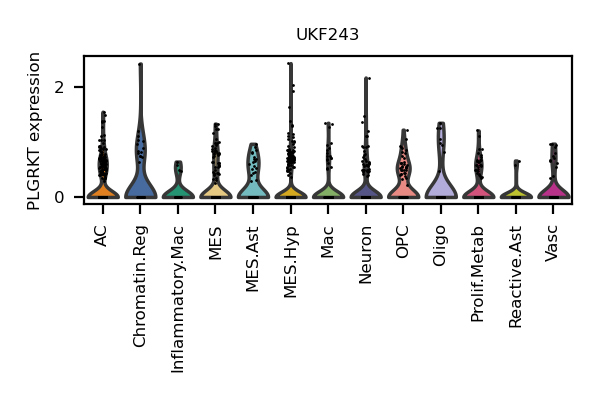 UKF243
PLGRKT expression
2
0
AC
Chromatin.Reg
Inflammatory.Mac
MES
MES.Ast
MES.Hyp
Mac
Neuron
OPC
Oligo
Prolif.Metab
Reactive.Ast
Vasc